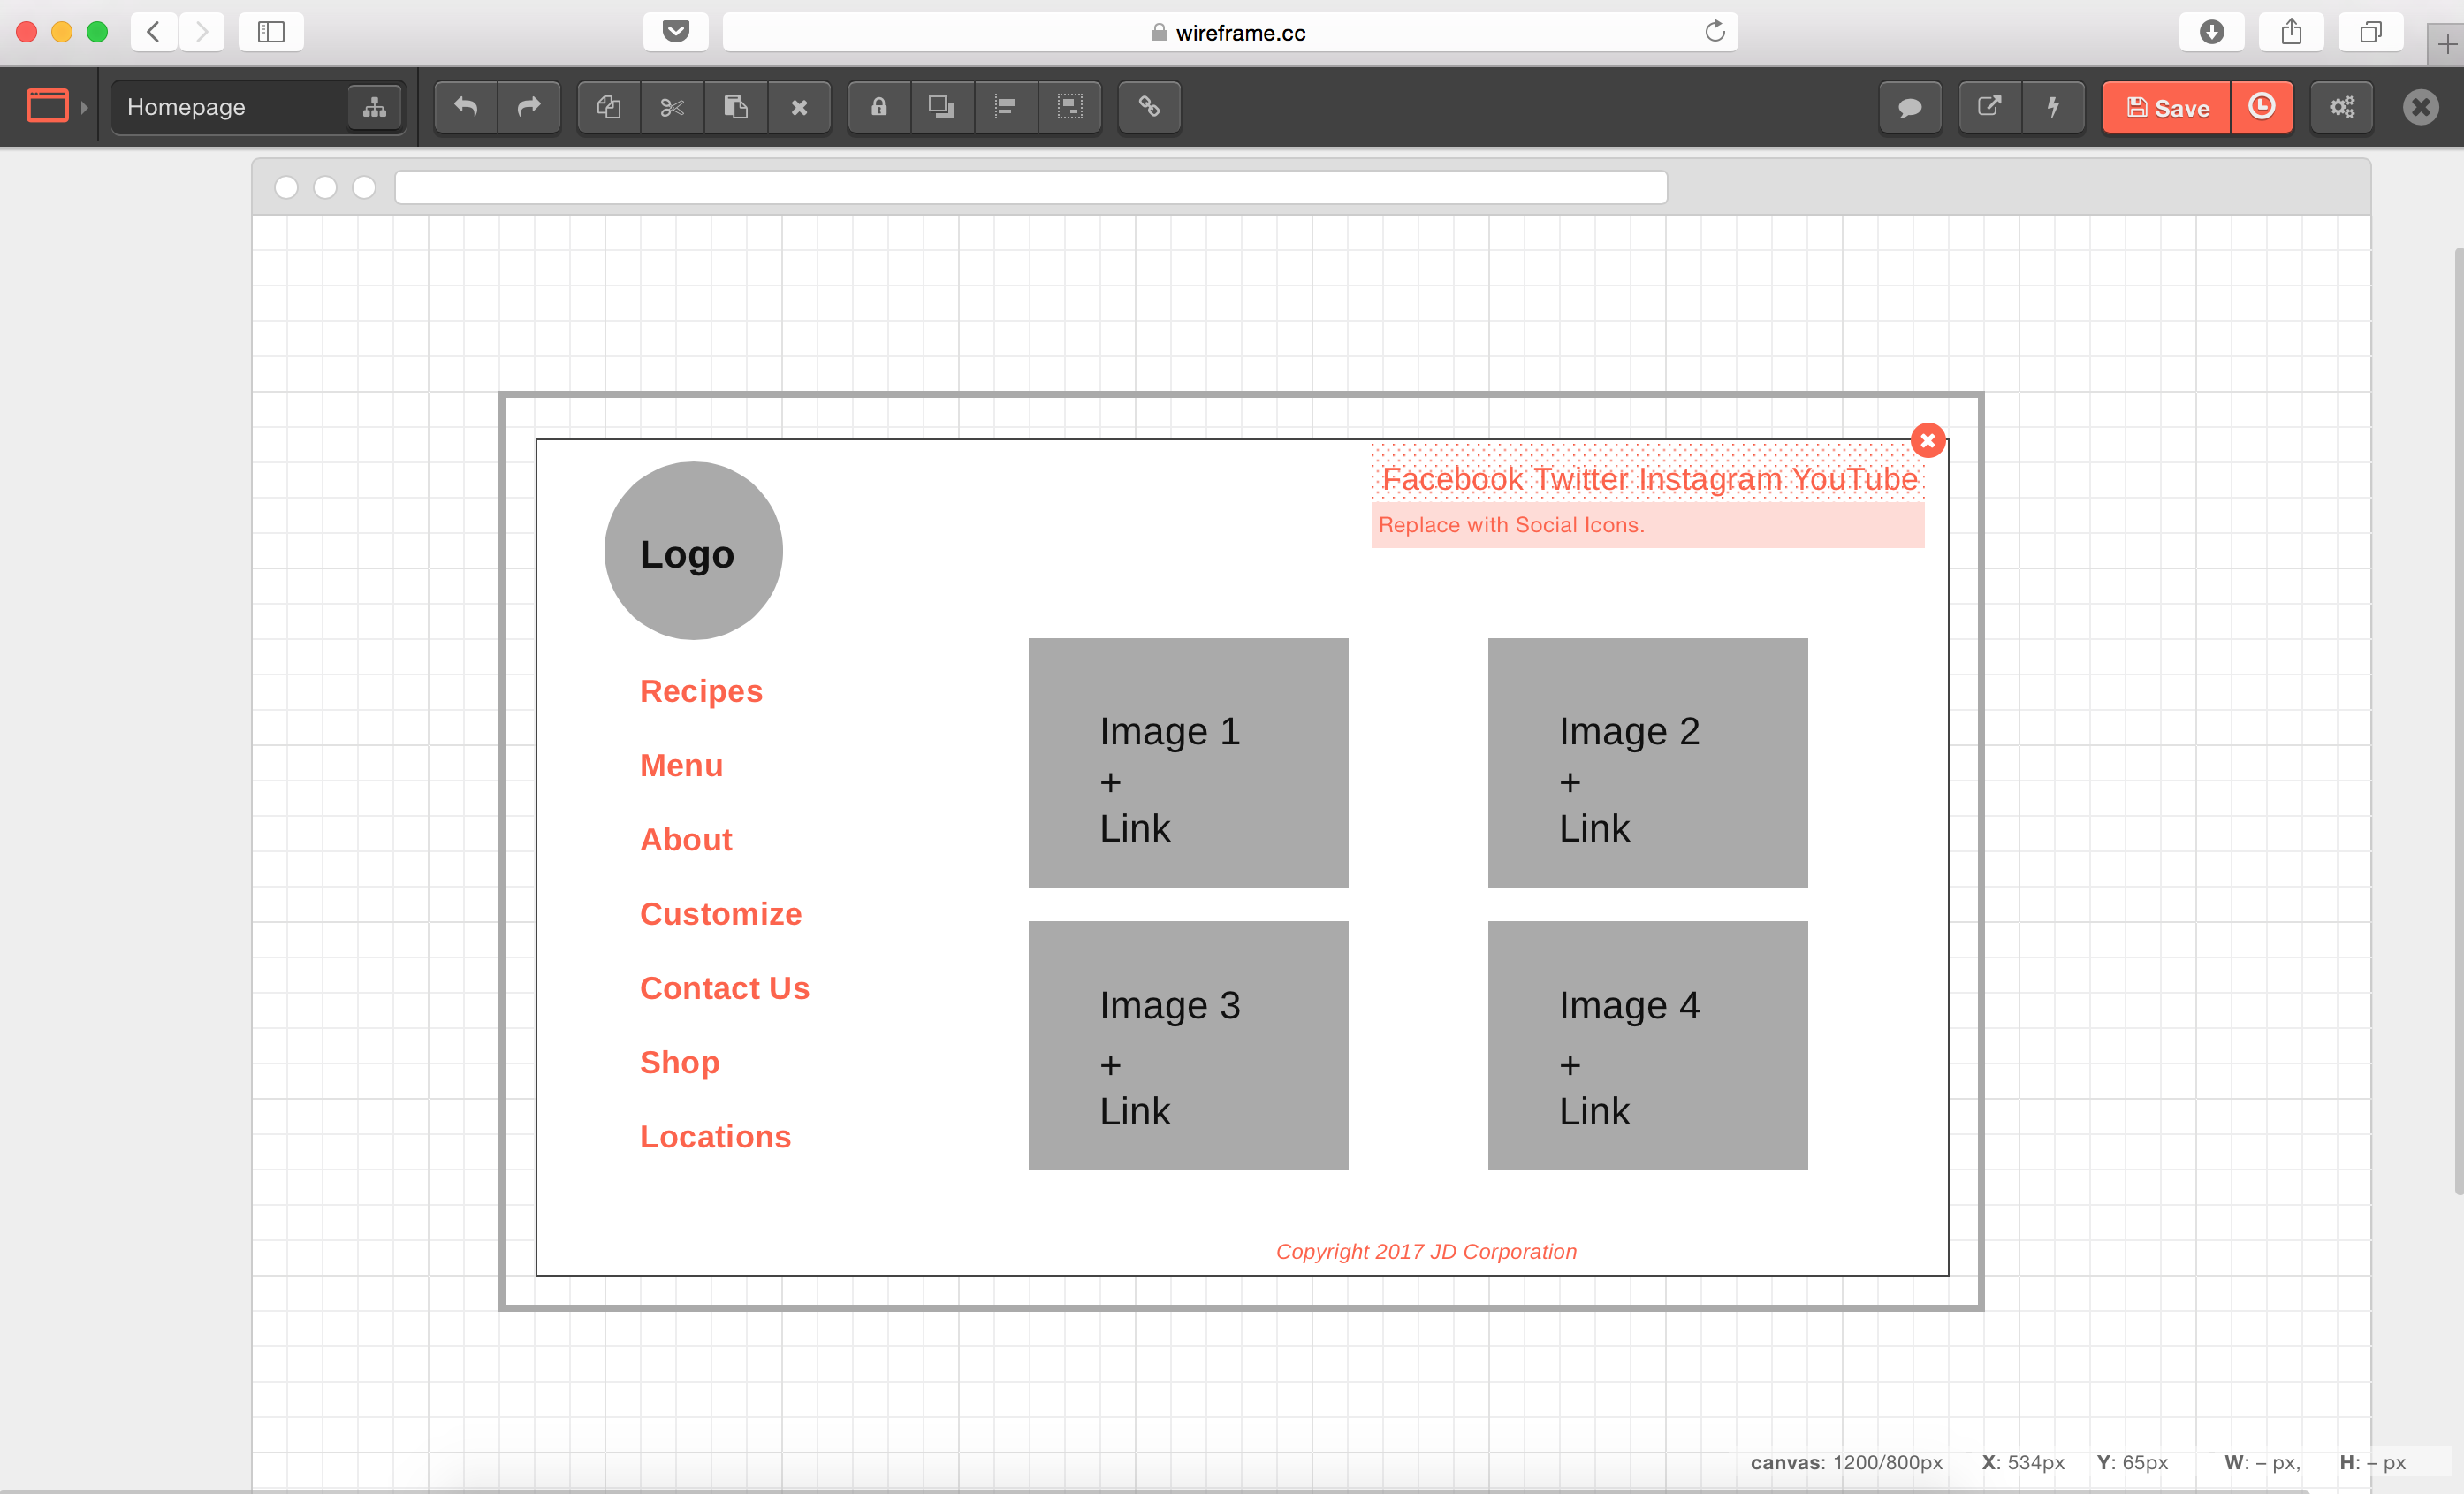 wireframe.cc
Homepage
Save
Facebook Twitter Instagram YouTube
Replace with Social Icons.
Logo
Recipes
Menu
About
Customize
Contact Us
Shop
Locations
Image 1
+
Link
Image 2
+
Link
Image 3
+
Link
Image 4
+
Link
Copyright 2017 JD Corporation
canvas: 1200/800px X: 534px Y: 65px W: – px, H: – px